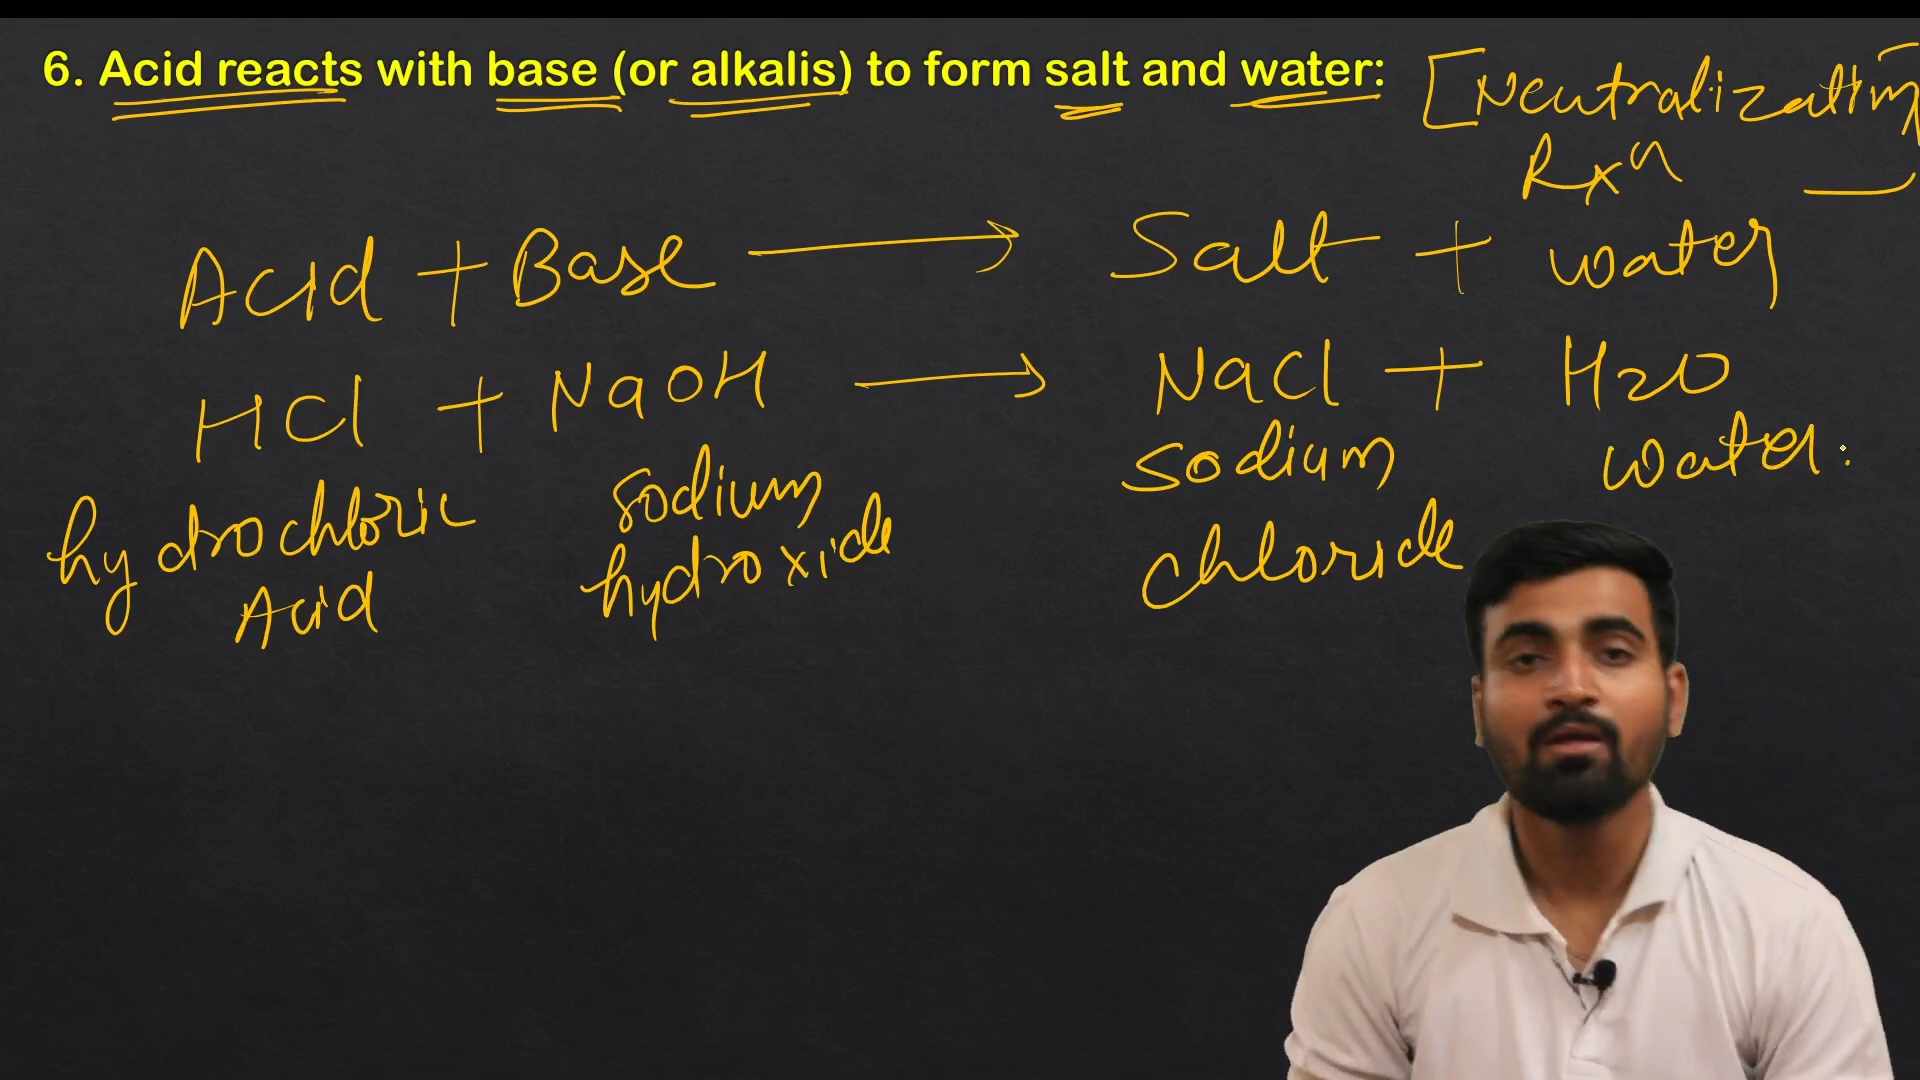 6. Acid reacts with base (or alkalis) to form salt and water:
[Neutralization
Rxn
Acid + Base → Salt + water
HCl + NaOH → NaCl + H2O
hydrochloric Acid
sodium hydroxide
sodium chloride
water